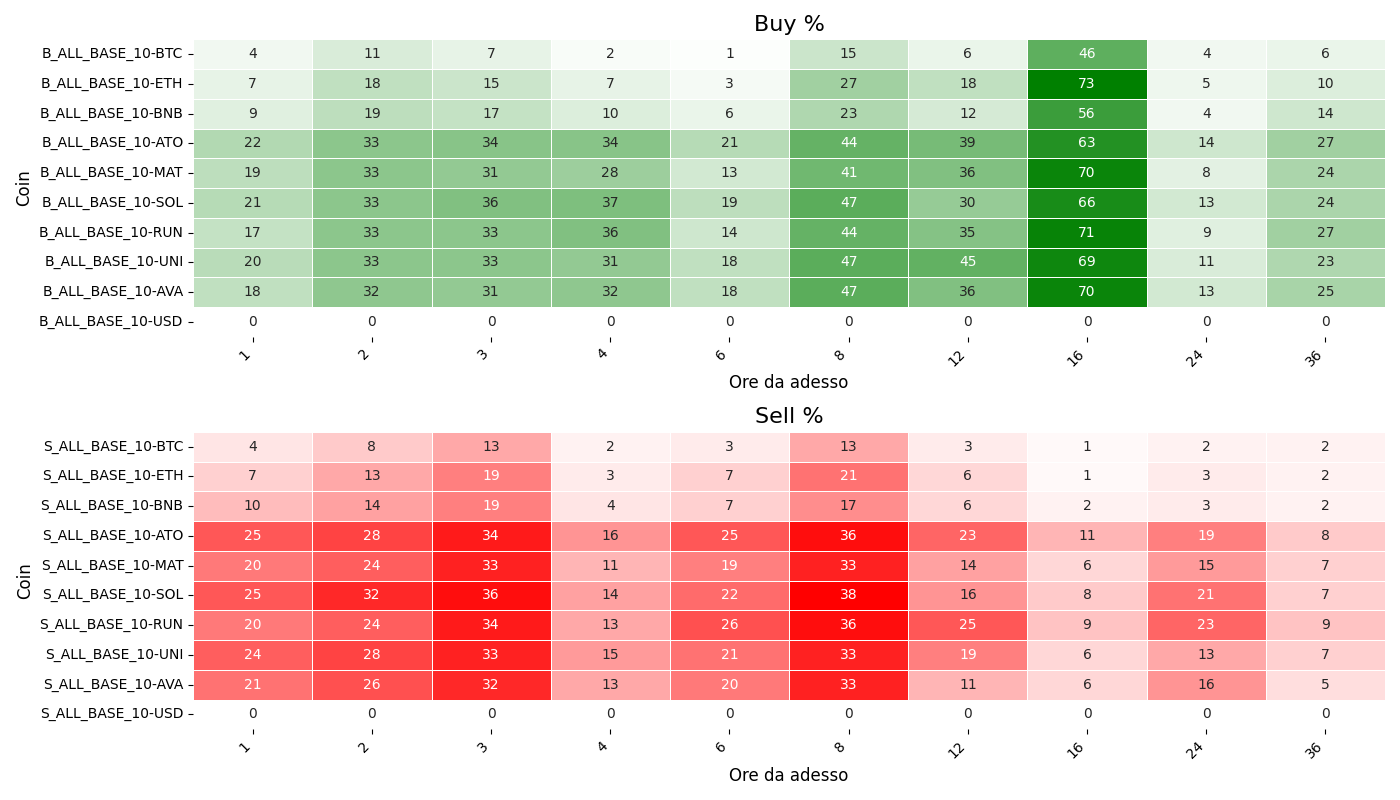 Buy %
Coin
B_ALL_BASE_10-BTC 4 11 7 2 1 15 6 46 4 6
B_ALL_BASE_10-ETH 7 18 15 7 3 27 18 73 5 10
B_ALL_BASE_10-BNB 9 19 17 10 6 23 12 56 4 14
B_ALL_BASE_10-ATO 22 33 34 34 21 44 39 63 14 27
B_ALL_BASE_10-MAT 19 33 31 28 13 41 36 70 8 24
B_ALL_BASE_10-SOL 21 33 36 37 19 47 30 66 13 24
B_ALL_BASE_10-RUN 17 33 33 36 14 44 35 71 9 27
B_ALL_BASE_10-UNI 20 33 33 31 18 47 45 69 11 23
B_ALL_BASE_10-AVA 18 32 31 32 18 47 36 70 13 25
B_ALL_BASE_10-USD 0 0 0 0 0 0 0 0 0 0
1 2 3 4 6 8 12 16 24 36
Ore da adesso
Sell %
Coin
S_ALL_BASE_10-BTC 4 8 13 2 3 13 3 1 2 2
S_ALL_BASE_10-ETH 7 13 19 3 7 21 6 1 3 2
S_ALL_BASE_10-BNB 10 14 19 4 7 17 6 2 3 2
S_ALL_BASE_10-ATO 25 28 34 16 25 36 23 11 19 8
S_ALL_BASE_10-MAT 20 24 33 11 19 33 14 6 15 7
S_ALL_BASE_10-SOL 25 32 36 14 22 38 16 8 21 7
S_ALL_BASE_10-RUN 20 24 34 13 26 36 25 9 23 9
S_ALL_BASE_10-UNI 24 28 33 15 21 33 19 6 13 7
S_ALL_BASE_10-AVA 21 26 32 13 20 33 11 6 16 5
S_ALL_BASE_10-USD 0 0 0 0 0 0 0 0 0 0
1 2 3 4 6 8 12 16 24 36
Ore da adesso